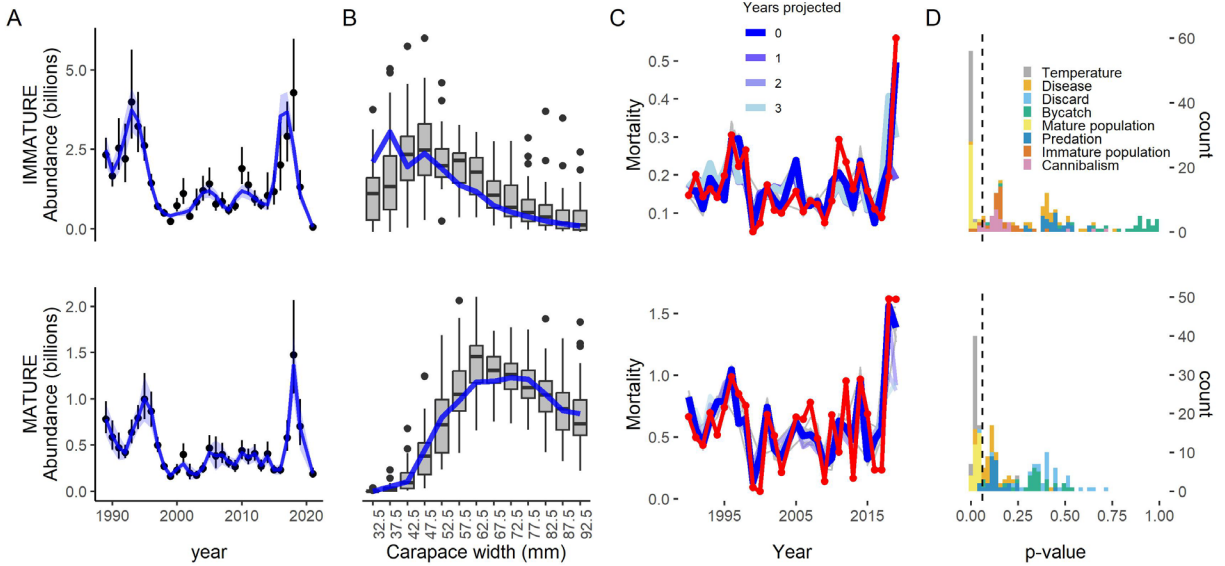 A
B
C
D
Years projected
0
1
2
3
IMMATURE
Abundance (billions)
5.0
2.5
0.0
Mortality
0.5
0.4
0.3
0.2
0.1
Temperature
Disease
Discard
Bycatch
Mature population
Predation
Immature population
Cannibalism
60
40
20
0
count
MATURE
Abundance (billions)
2.0
1.5
1.0
0.5
0.0
Mortality
1.5
1.0
0.5
0.0
50
40
30
20
10
0
count
1990 2000 2010 2020
year
32.5 37.5 42.5 47.5 52.5 57.5 62.5 67.5 72.5 77.5 82.5 87.5 92.5
Carapace width (mm)
1995 2005 2015
Year
0.00 0.25 0.50 0.75 1.00
p-value